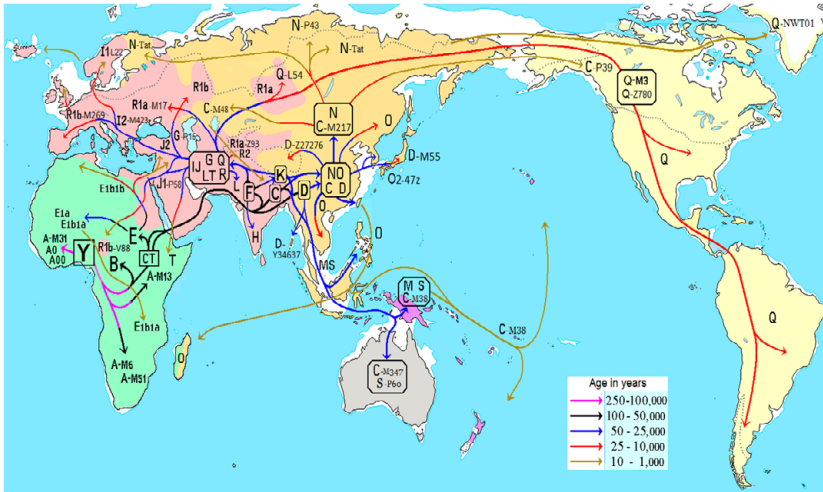 N-P43
Q-NWT01
I1L22
N-Tat
N-Tat
R1b
Q-L54
C-P39
R1a
Q-M3
Q-Z780
R1a-M17
C-M48
N
C-M217
O
R1b-M269
I2-M423
G-P15
J2
R1a-Z93
R2
D-Z27276
D-M55
G Q
IJ
LT R
K
NO
C D
O2-47z
Q
J1-P58
L
F
C
D
E1b1b
O
E1a
E1b1a
E
H
D-
Y34637
O
A-M31
A0
A00
Y
R1b-V88
CT
T
MS
B
A-M13
M S
C-M38
E1b1a
C-M38
Q
O
A-M6
A-M51
C-M347
S-P60
Age in years
250-100,000
100-50,000
50-25,000
25-10,000
10-1,000